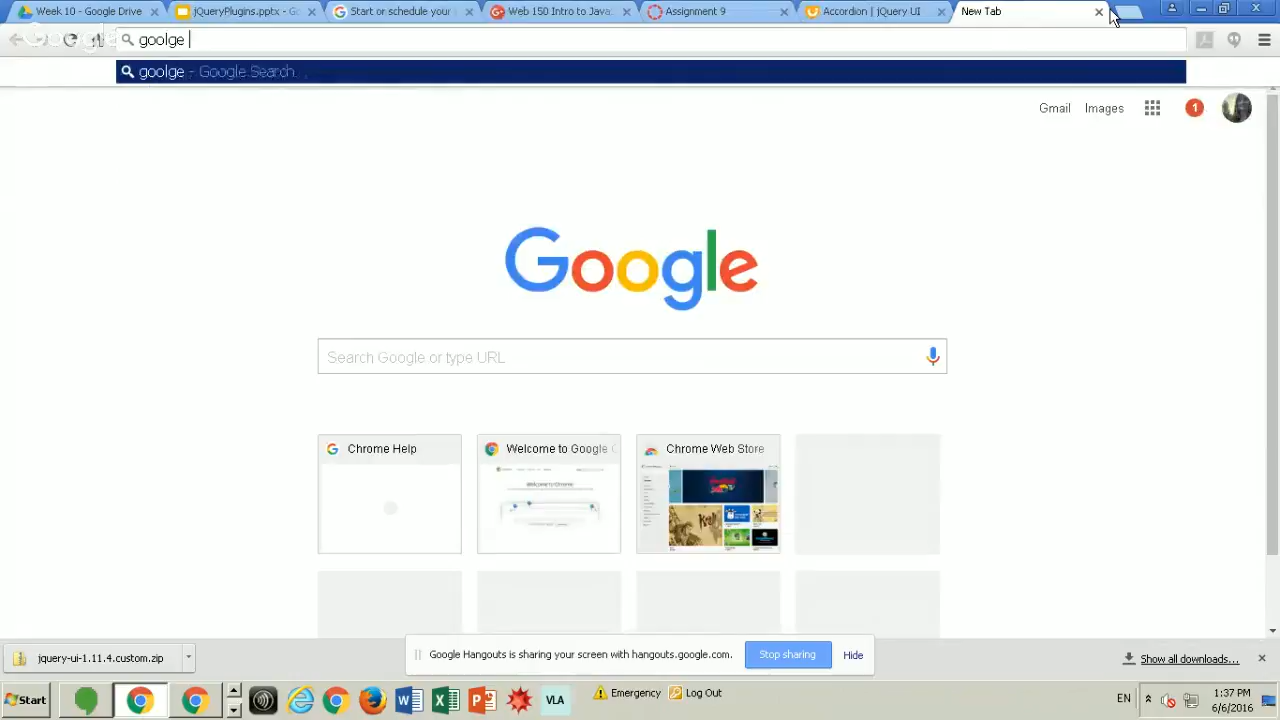 Week 10 - Google Drive
jQueryPlugins.pptx - Go
Start or schedule your
Web 150 Intro to Java
Assignment 9
Accordion | jQuery UI
New Tab
goolge
goolge - Google Search
Gmail
Images
1
Google
Search Google or type URL
Chrome Help
Welcome to Google
Chrome Web Store
jquery-ui-1.11.4.custom.zip
Google Hangouts is sharing your screen with hangouts.google.com.
Stop sharing
Hide
Show all downloads...
Start
VLA
Emergency
Log Out
EN
1:37 PM
6/6/2016